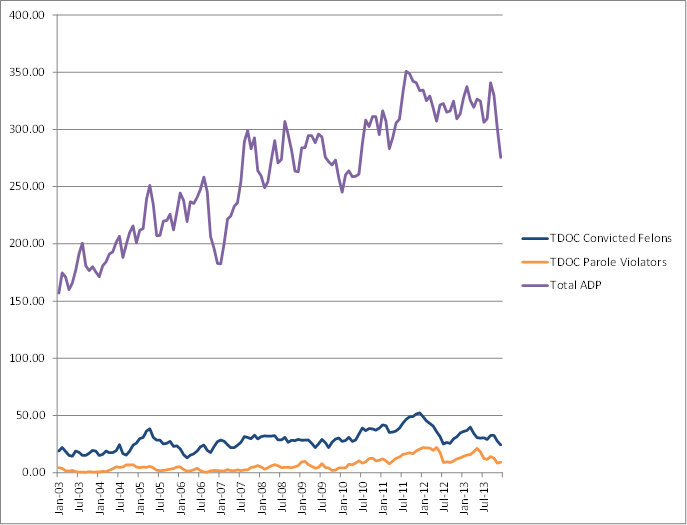 400.00
350.00
300.00
250.00
200.00
150.00
100.00
50.00
0.00
TDOC Convicted Felons
TDOC Parole Violators
Total ADP
Jan-03
Jul-03
Jan-04
Jul-04
Jan-05
Jul-05
Jan-06
Jul-06
Jan-07
Jul-07
Jan-08
Jul-08
Jan-09
Jul-09
Jan-10
Jul-10
Jan-11
Jul-11
Jan-12
Jul-12
Jan-13
Jul-13